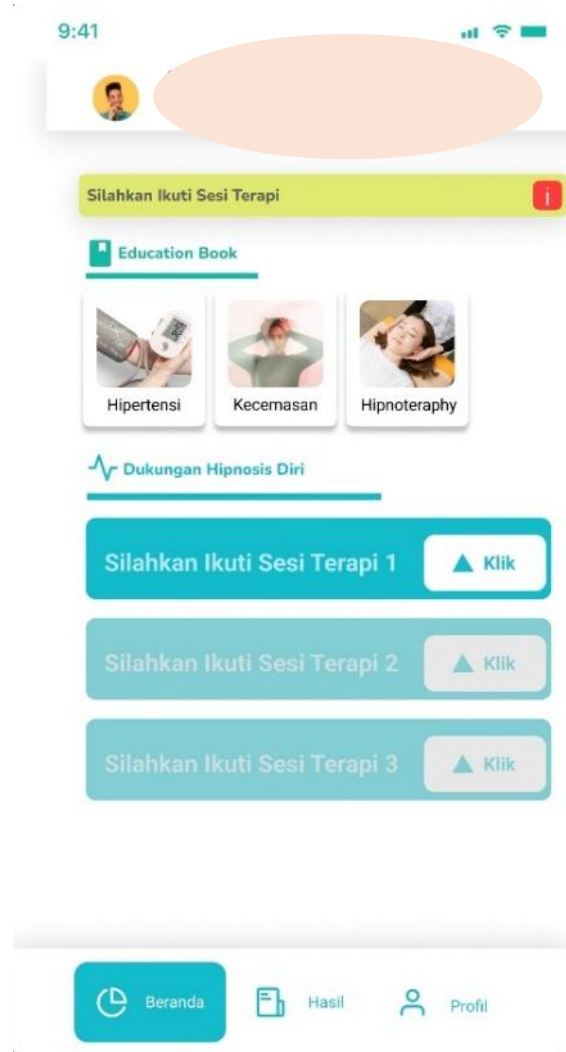 9:41
Silahkan Ikuti Sesi Terapi
i
Education Book
Hipertensi
Kecemasan
Hipnoteraphy
Dukungan Hipnosis Diri
Silahkan Ikuti Sesi Terapi 1
Klik
Silahkan Ikuti Sesi Terapi 2
Klik
Silahkan Ikuti Sesi Terapi 3
Klik
Beranda
Hasil
Profil